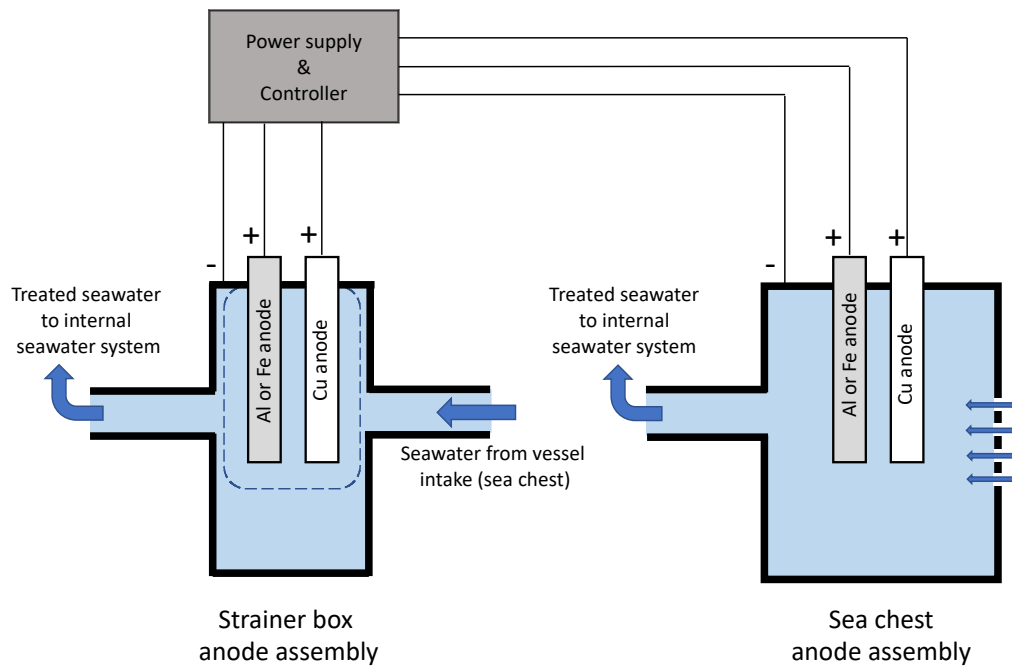 Power supply
&
Controller
-
+
+
-
+
+
Treated seawater
to internal
seawater system
Al or Fe anode
Cu anode
Seawater from vessel
intake (sea chest)
Treated seawater
to internal
seawater system
Al or Fe anode
Cu anode
Strainer box
anode assembly
Sea chest
anode assembly